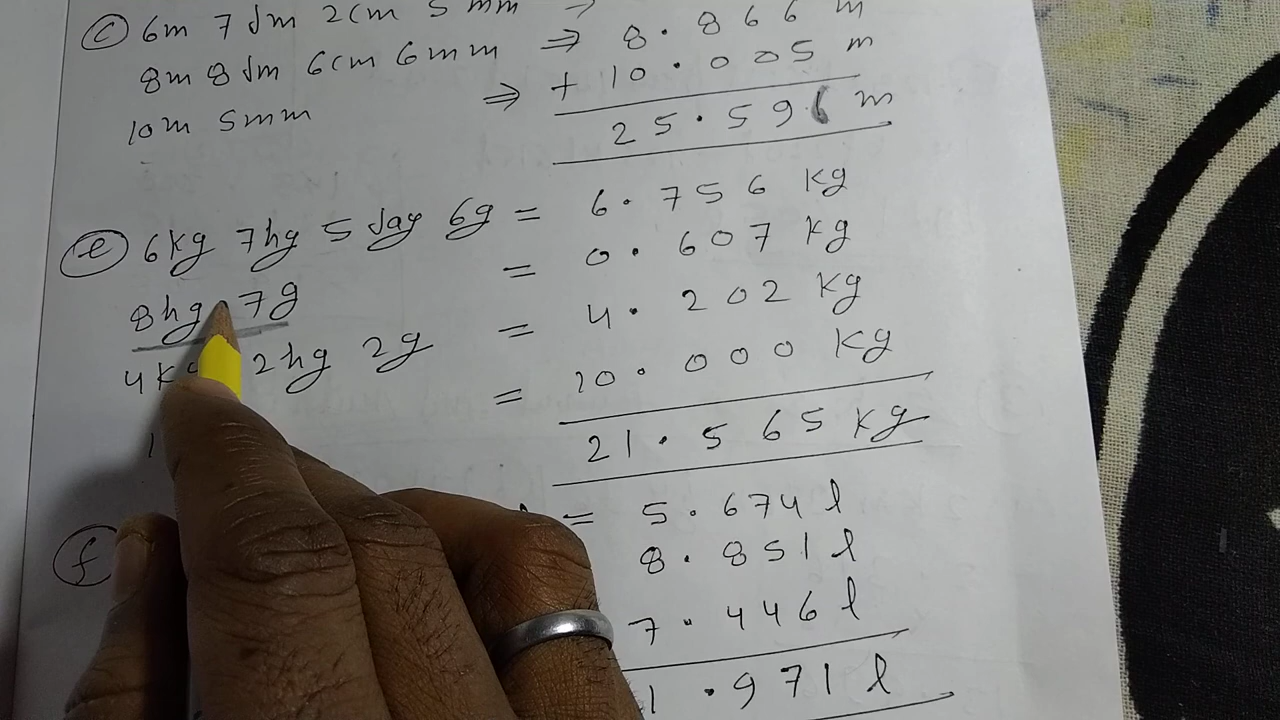 c 6m 7dm 2cm 5mm
8m 8dm 6cm 6mm ⇒ 8.866 m
10m 5mm ⇒ + 10.005 m
25.596 m
e 6kg 7hg 5dag 6g = 6.756 kg
8hg 7g = 0.607 kg
4kg 2hg 2g = 4.202 kg
= 10.000 kg
21.565 kg
f l = 5.674 l
8.851 l
7.446 l
1.971 l